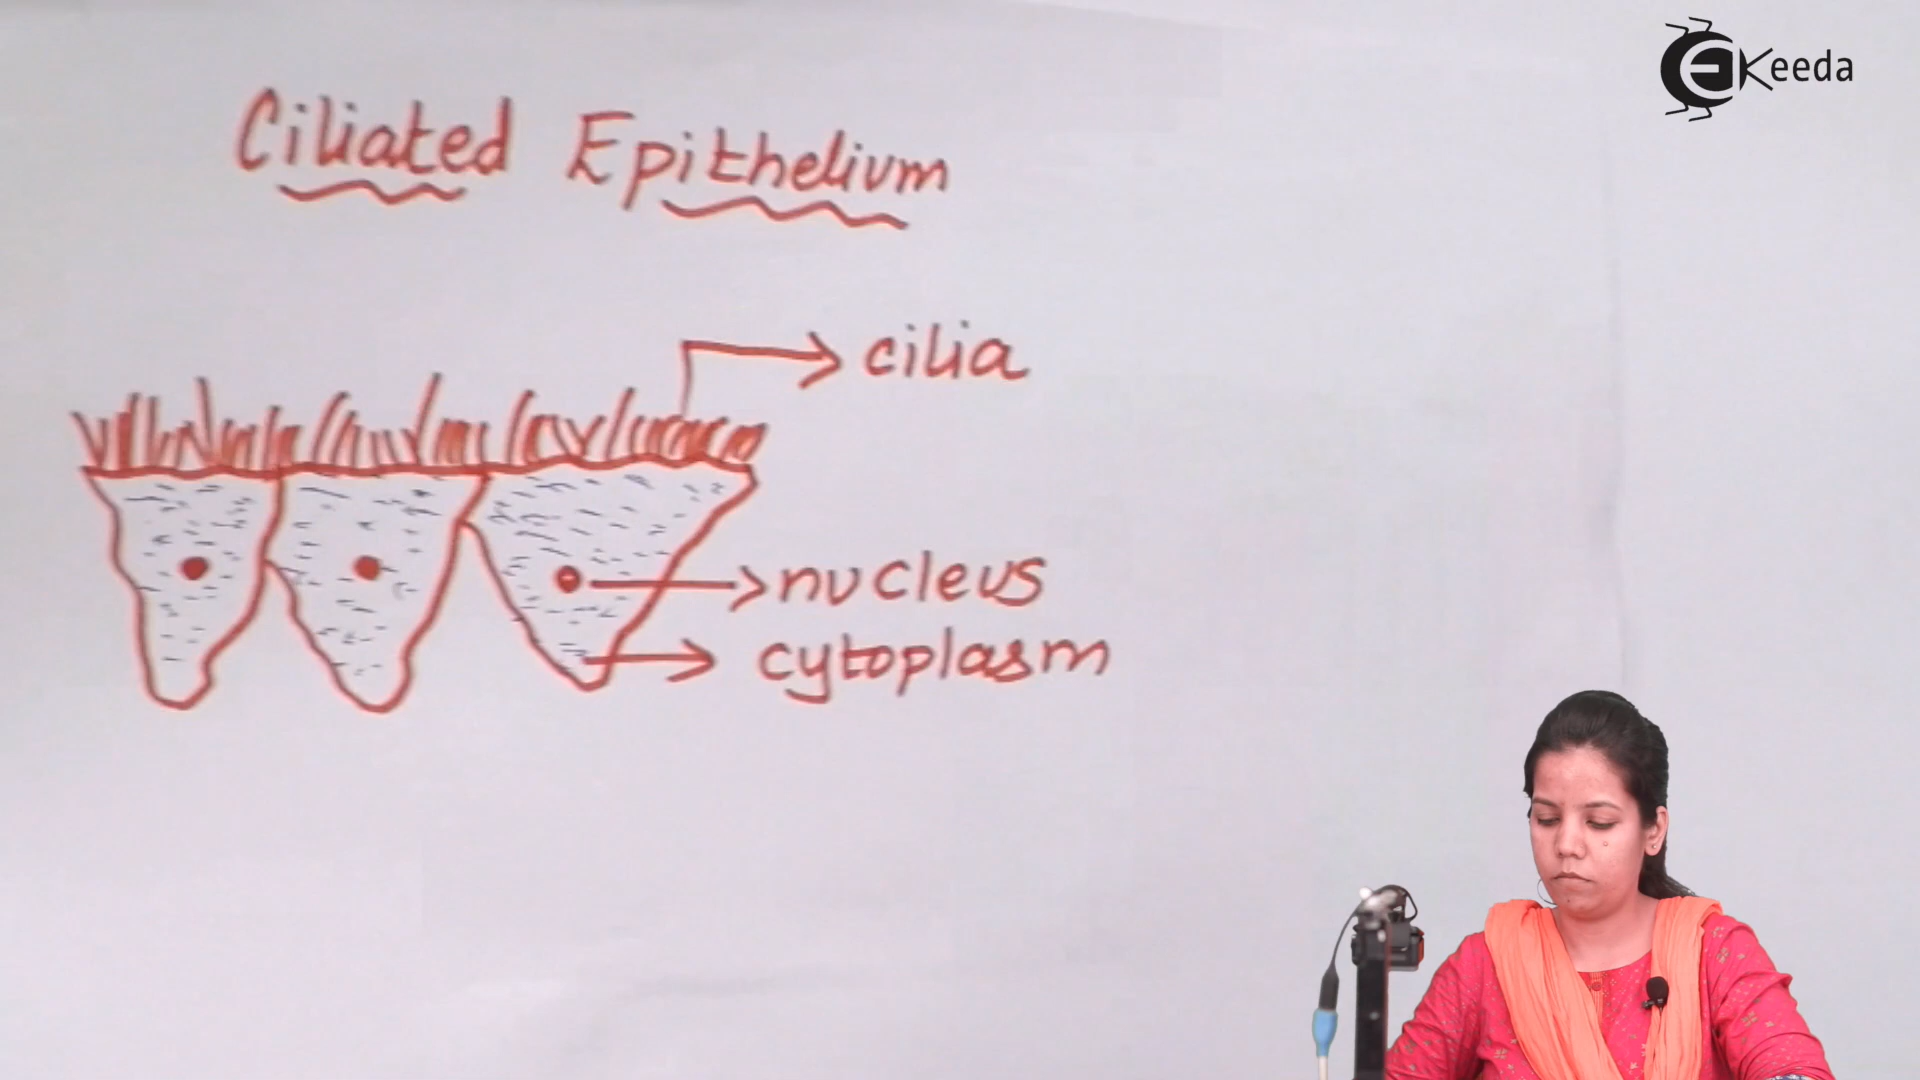 EKeeda
Ciliated Epithelium
cilia
nucleus
cytoplasm